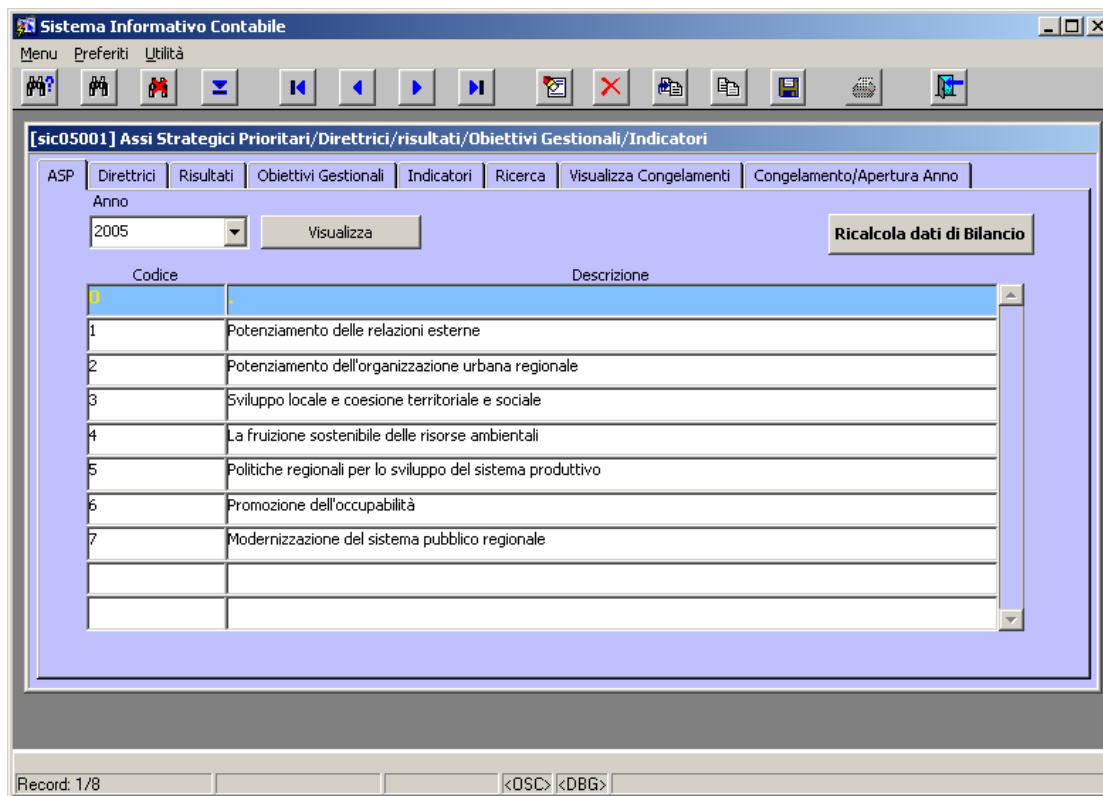 Sistema Informativo Contabile
Menu Preferiti Utilità
[sic05001] Assi Strategici Prioritari/Direttrici/risultati/Obiettivi Gestionali/Indicatori
ASP Direttrici Risultati Obiettivi Gestionali Indicatori Ricerca Visualizza Congelamenti Congelamento/Apertura Anno
Anno
2005 Visualizza Ricalcola dati di Bilancio
Codice Descrizione
0 .
1 Potenziamento delle relazioni esterne
2 Potenziamento dell'organizzazione urbana regionale
3 Sviluppo locale e coesione territoriale e sociale
4 La fruizione sostenibile delle risorse ambientali
5 Politiche regionali per lo sviluppo del sistema produttivo
6 Promozione dell'occupabilità
7 Modernizzazione del sistema pubblico regionale
Record: 1/8 <OSC> <DBG>